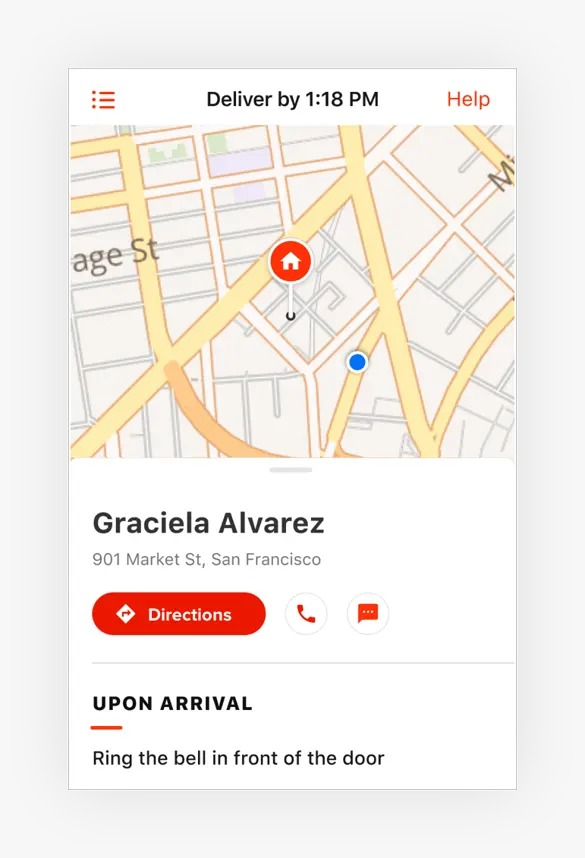 Deliver by 1:18 PM
Help
age St
Graciela Alvarez
901 Market St, San Francisco
Directions
UPON ARRIVAL
Ring the bell in front of the door